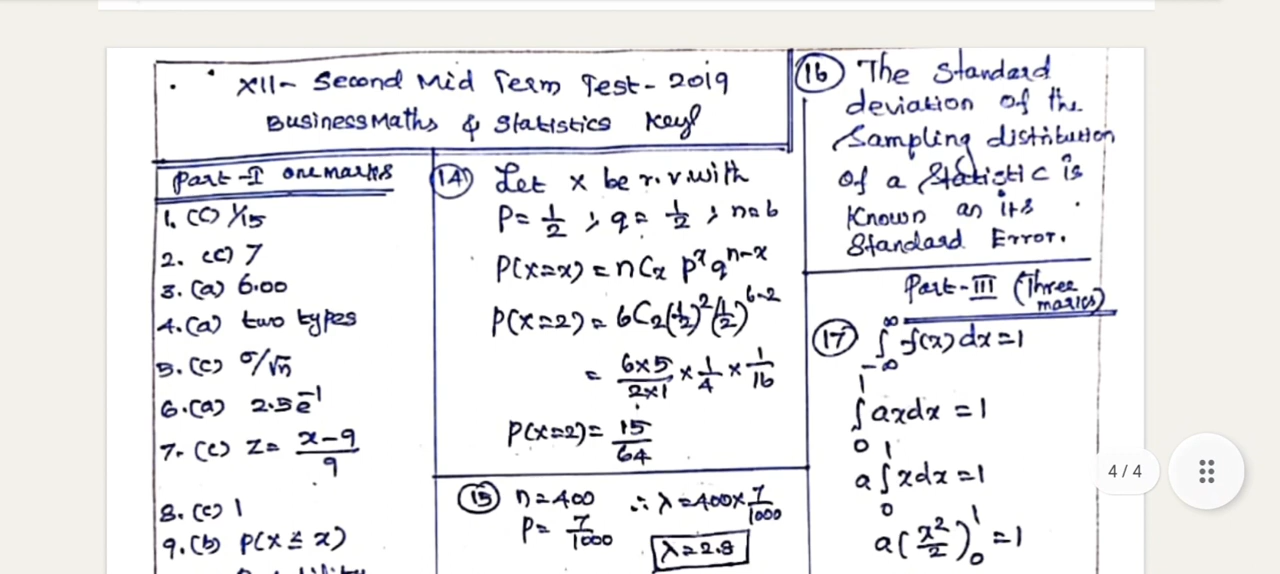 XII - Second Mid Term Test - 2019
Business Maths & Statistics Key
Part - I one marks
1. (c) 1/15
2. (c) 7
3. (a) 6.00
4. (a) two types
5. (c) σ/√n
6. (a) 2.5e⁻¹
7. (c) Z = (x-9)/9
8. (c) 1
9. (b) P(X ≤ x)
(14) Let x be r.v with
P = 1/2 ; q = 1/2 ; n = 6
P(X=x) = nCx pˣ qⁿ⁻ˣ
P(X=2) = 6C2 (1/2)² (1/2)⁶⁻²
= (6×5)/(2×1) × 1/4 × 1/16
P(X=2) = 15/64
(15) n = 400 ∴ λ = 400 × 7/1000
P = 7/1000
λ = 2.8
(16) The Standard
deviation of the
Sampling distribution
of a Statistic is
Known as its
Standard Error.
Part - III (Three
marks)
(17) ∫_{-∞}^{∞} f(x) dx = 1
∫_0^1 ax dx = 1
a ∫_0^1 x dx = 1
a (x²/2)_0^1 = 1
4 / 4